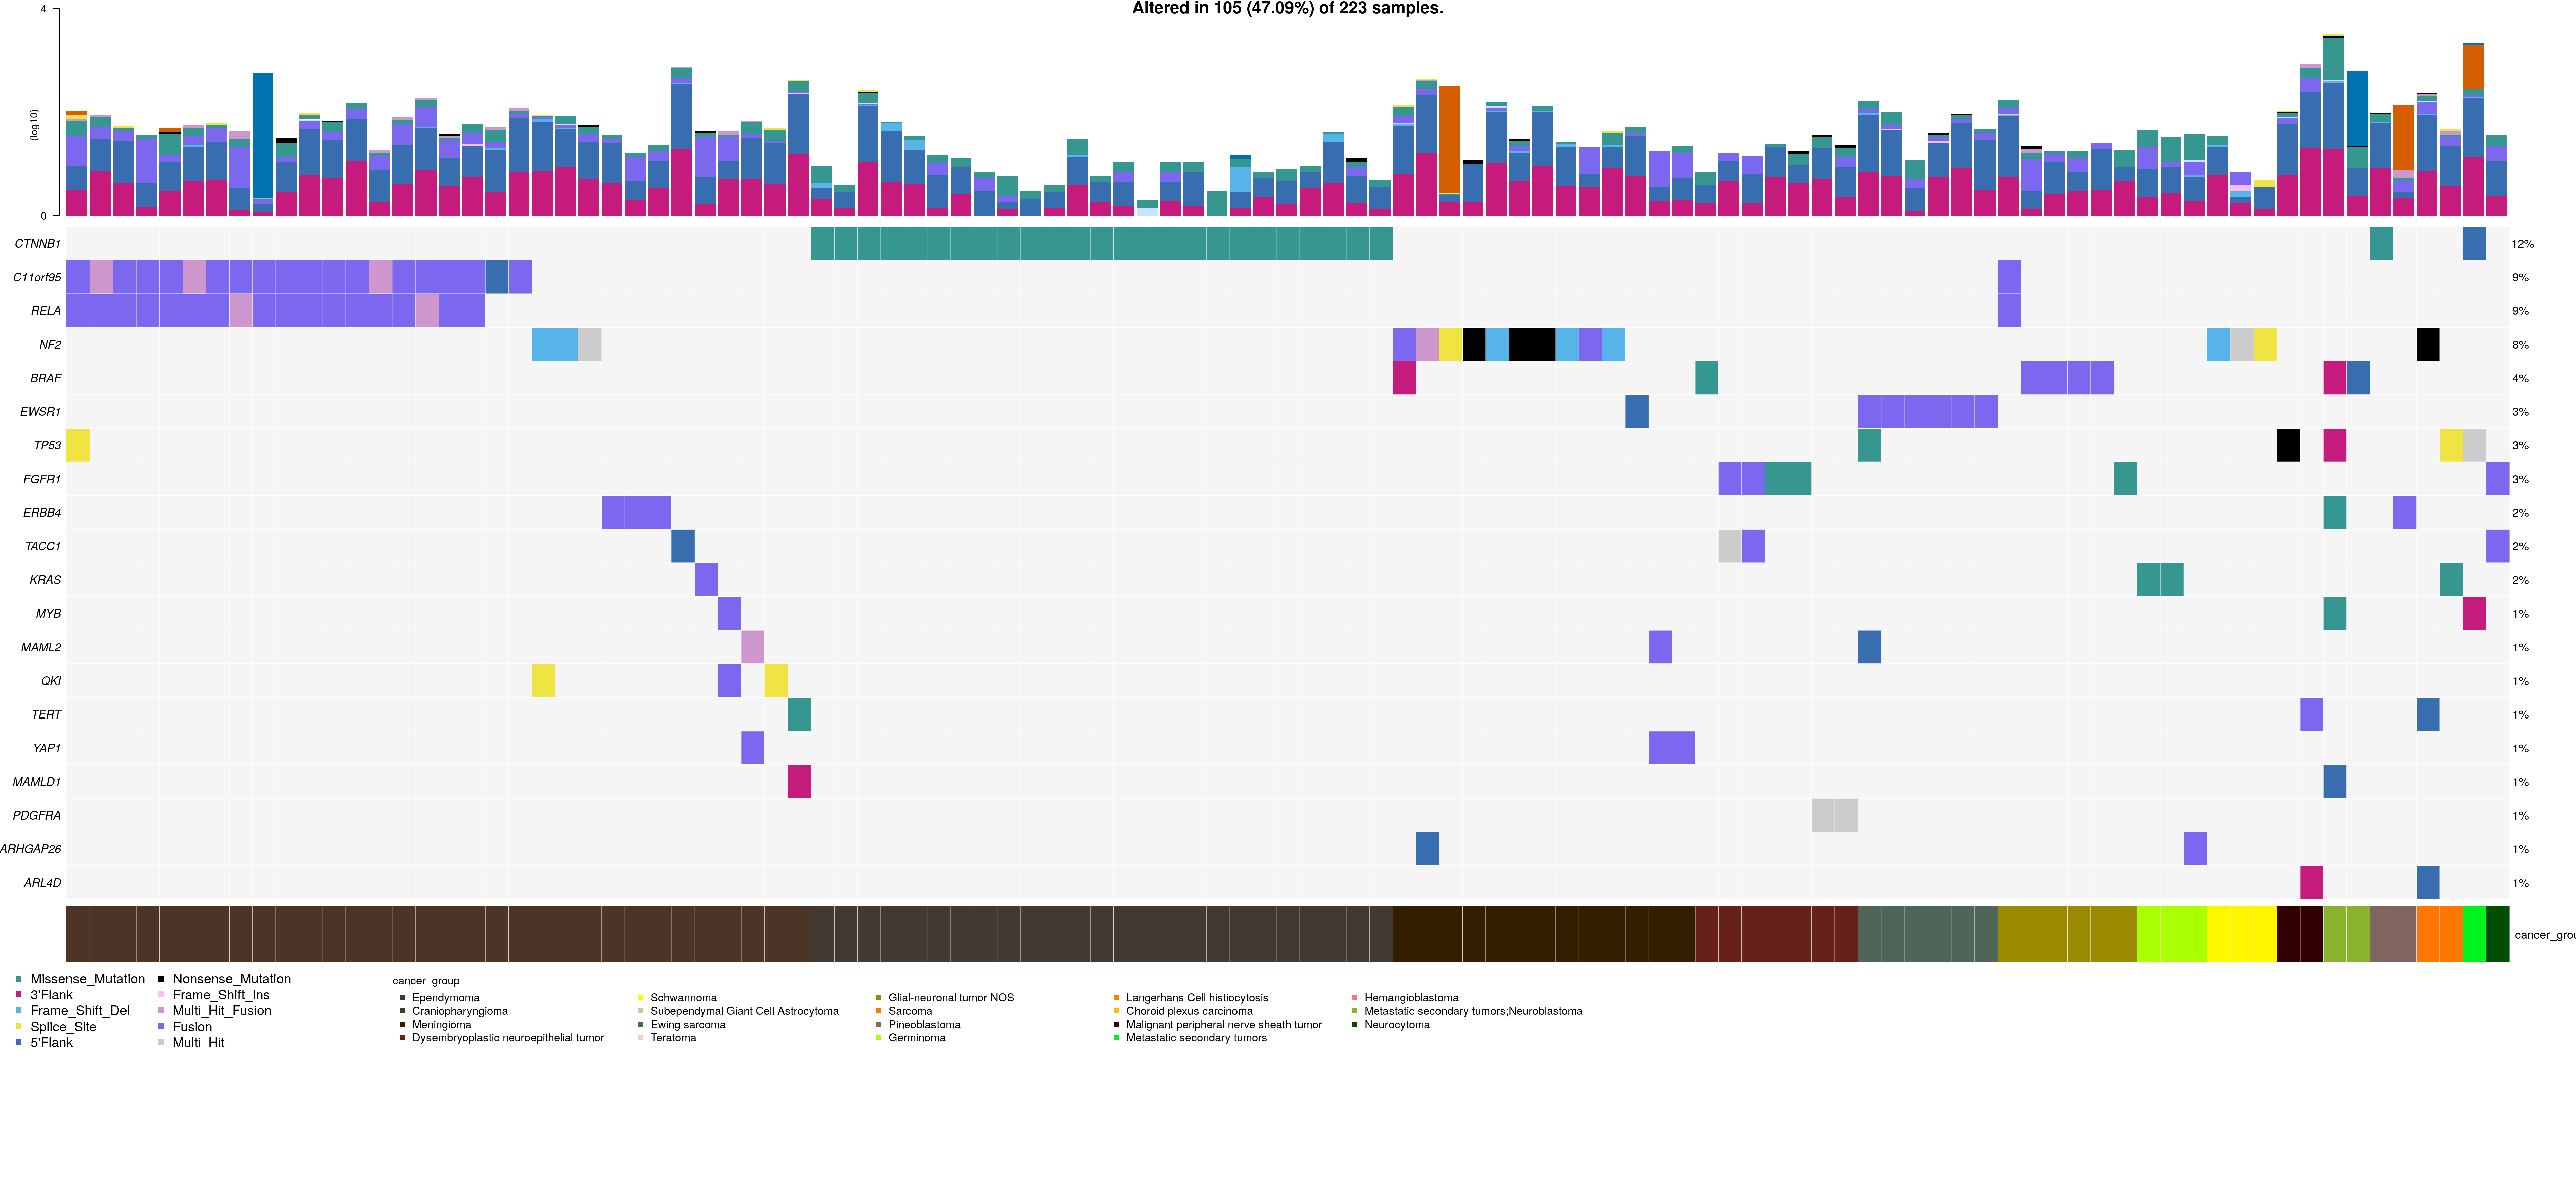 Altered in 105 (47.09%) of 223 samples.
4
(log10)
0
CTNNB1 12%
C11orf95 9%
RELA 9%
NF2 8%
BRAF 4%
EWSR1 3%
TP53 3%
FGFR1 3%
ERBB4 2%
TACC1 2%
KRAS 2%
MYB 1%
MAML2 1%
QKI 1%
TERT 1%
YAP1 1%
MAMLD1 1%
PDGFRA 1%
ARHGAP26 1%
ARL4D 1%
cancer_grou
Missense_Mutation
3'Flank
Frame_Shift_Del
Splice_Site
5'Flank
Nonsense_Mutation
Frame_Shift_Ins
Multi_Hit_Fusion
Fusion
Multi_Hit
cancer_group
Ependymoma
Craniopharyngioma
Meningioma
Dysembryoplastic neuroepithelial tumor
Schwannoma
Subependymal Giant Cell Astrocytoma
Ewing sarcoma
Teratoma
Glial-neuronal tumor NOS
Sarcoma
Pineoblastoma
Germinoma
Langerhans Cell histiocytosis
Choroid plexus carcinoma
Malignant peripheral nerve sheath tumor
Metastatic secondary tumors
Hemangioblastoma
Metastatic secondary tumors;Neuroblastoma
Neurocytoma